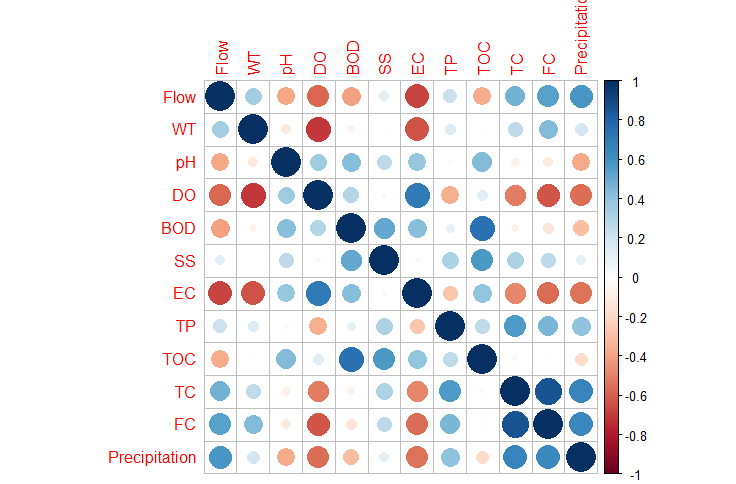 Flow
WT
pH
DO
BOD
SS
EC
TP
TOC
TC
FC
Precipitation
Flow
WT
pH
DO
BOD
SS
EC
TP
TOC
TC
FC
Precipitation
1
0.8
0.6
0.4
0.2
0
-0.2
-0.4
-0.6
-0.8
-1